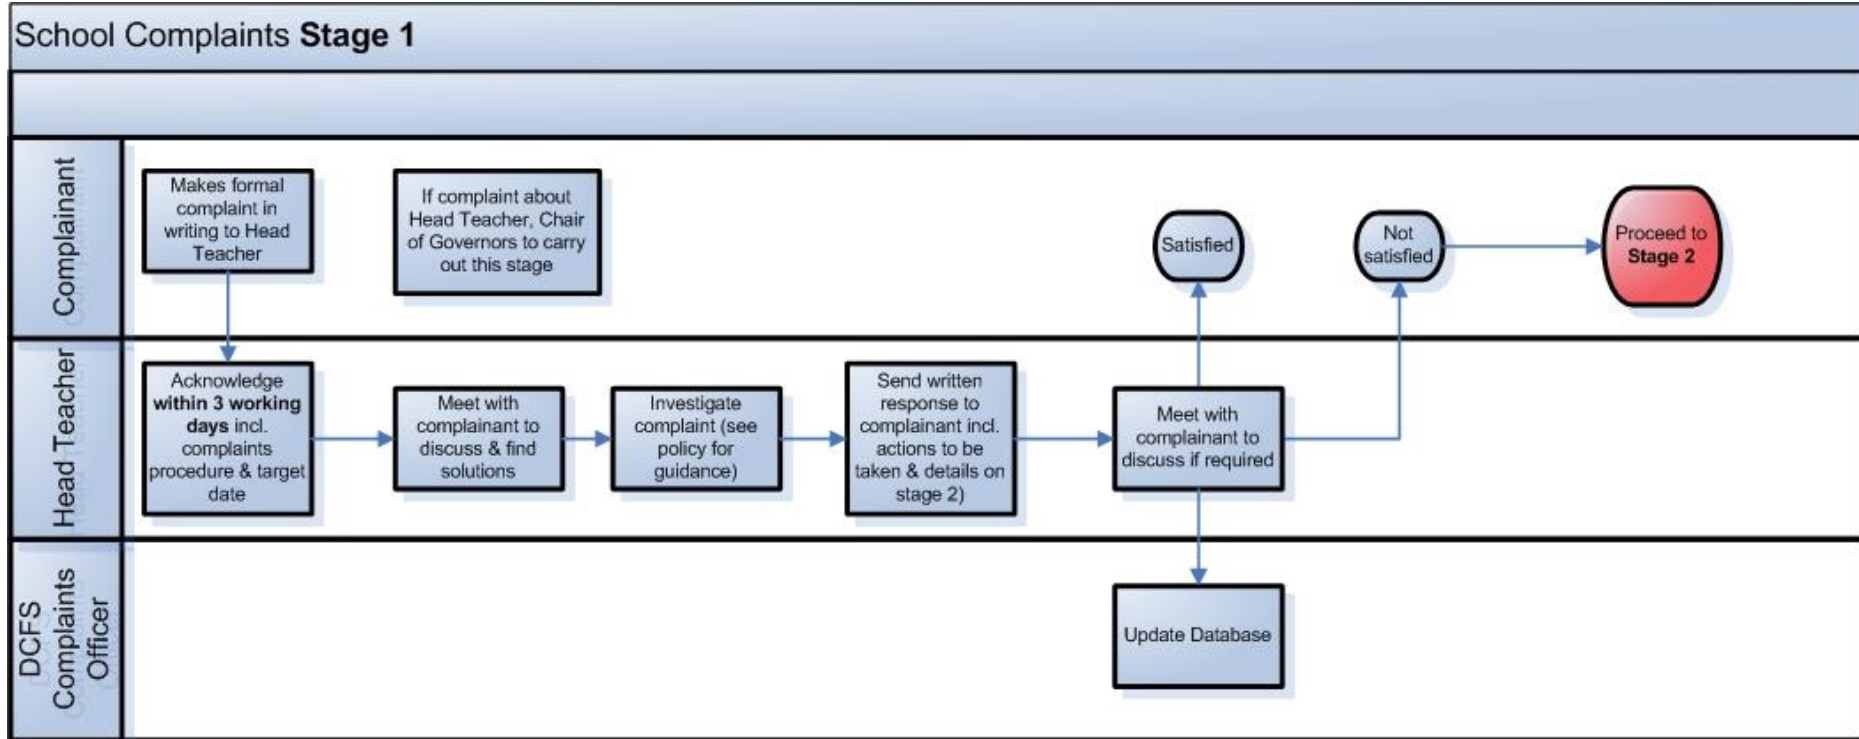 School Complaints Stage 1
Complainant
Makes formal
complaint in
writing to Head
Teacher
If complaint about
Head Teacher, Chair
of Governors to carry
out this stage
Satisfied
Not
satisfied
Proceed to
Stage 2
Head Teacher
Acknowledge
within 3 working
days incl.
complaints
procedure & target
date
Meet with
complainant to
discuss & find
solutions
Investigate
complaint (see
policy for
guidance)
Send written
response to
complainant incl.
actions to be
taken & details on
stage 2)
Meet with
complainant to
discuss if required
DCFS
Complaints
Officer
Update Database